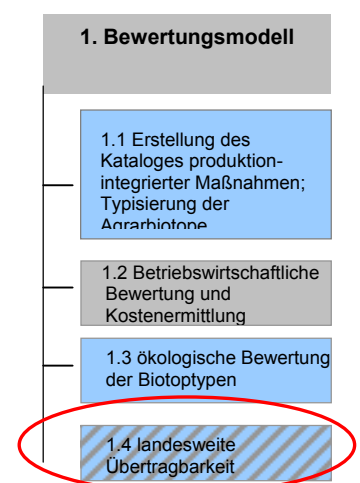 1. Bewertungsmodell
1.1 Erstellung des
Kataloges produktion-
integrierter Maßnahmen;
Typisierung der
Agrarbiotope
1.2 Betriebswirtschaftliche
Bewertung und
Kostenermittlung
1.3 ökologische Bewertung
der Biotoptypen
1.4 landesweite
Übertragbarkeit